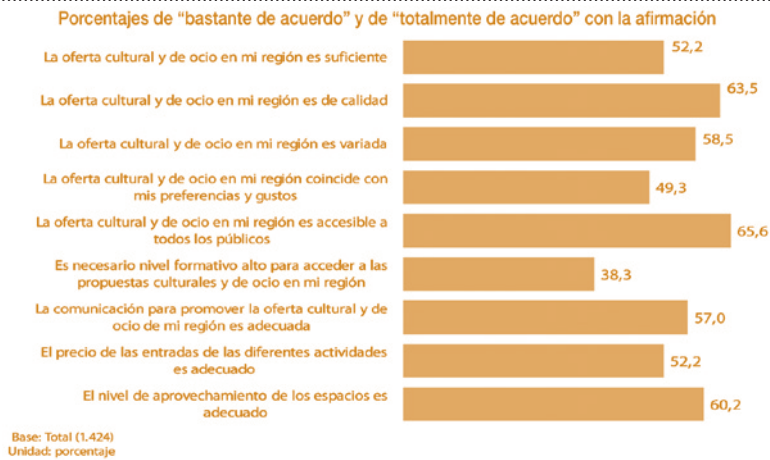 Porcentajes de “bastante de acuerdo” y de “totalmente de acuerdo” con la afirmación
La oferta cultural y de ocio en mi región es suficiente
52,2
La oferta cultural y de ocio en mi región es de calidad
63,5
La oferta cultural y de ocio en mi región es variada
58,5
La oferta cultural y de ocio en mi región coincide con
mis preferencias y gustos
49,3
La oferta cultural y de ocio en mi región es accesible a
todos los públicos
65,6
Es necesario nivel formativo alto para acceder a las
propuestas culturales y de ocio en mi región
38,3
La comunicación para promover la oferta cultural y de
ocio de mi región es adecuada
57,0
El precio de las entradas de las diferentes actividades
es adecuado
52,2
El nivel de aprovechamiento de los espacios es
adecuado
60,2
Base: Total (1.424)
Unidad: porcentaje